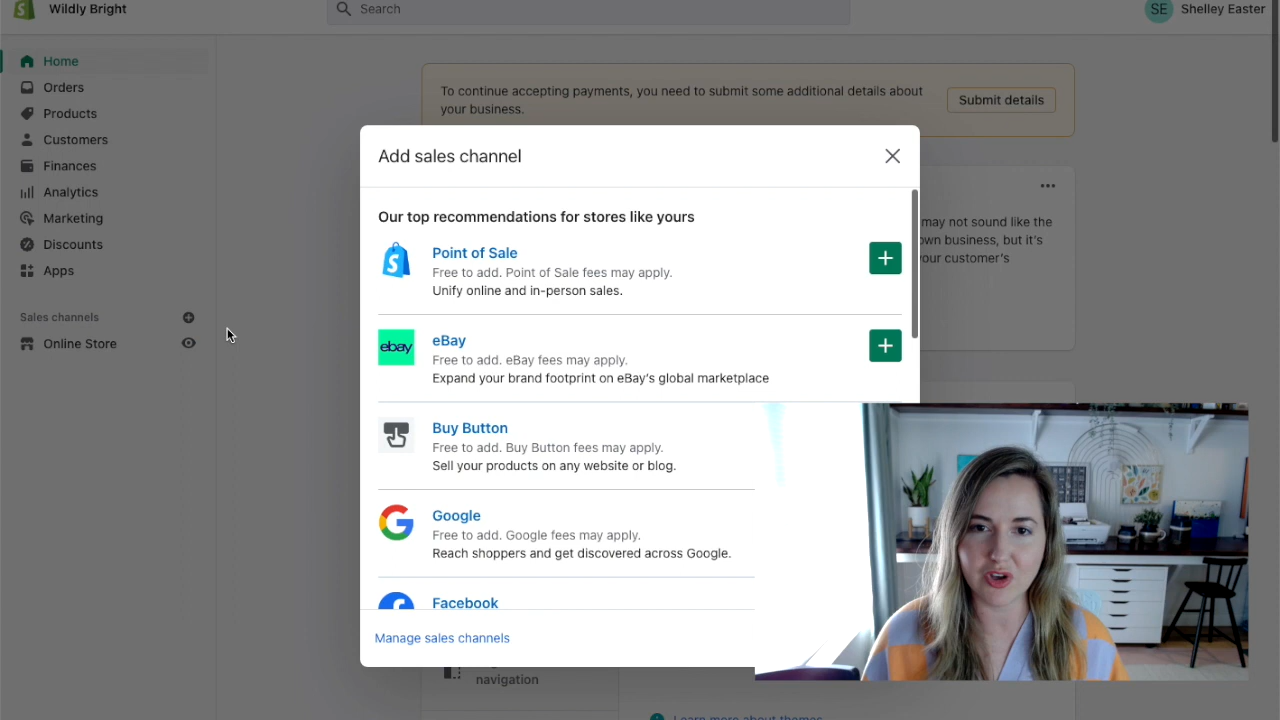 Wildly Bright
Search
SE
Shelley Easter
Home
Orders
Products
Customers
Finances
Analytics
Marketing
Discounts
Apps
Sales channels
Online Store
To continue accepting payments, you need to submit some additional details about
your business.
Submit details
may not sound like the
own business, but it's
your customer's
Add sales channel
Our top recommendations for stores like yours
Point of Sale
Free to add. Point of Sale fees may apply.
Unify online and in-person sales.
ebay
eBay
Free to add. eBay fees may apply.
Expand your brand footprint on eBay's global marketplace
Buy Button
Free to add. Buy Button fees may apply.
Sell your products on any website or blog.
Google
Free to add. Google fees may apply.
Reach shoppers and get discovered across Google.
Facebook
Manage sales channels
navigation
Learn more about themes